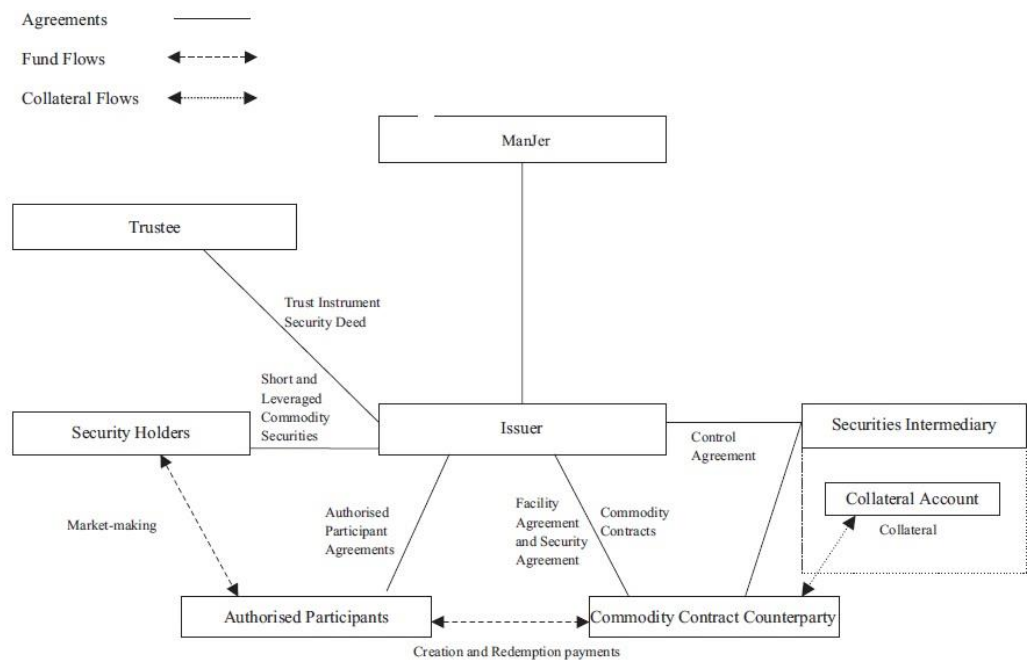 Agreements
Fund Flows
Collateral Flows
ManJer
Trustee
Trust Instrument
Security Deed
Short and
Leveraged
Commodity
Securities
Security Holders
Issuer
Control
Agreement
Securities Intermediary
Collateral Account
Collateral
Market-making
Authorised
Participant
Agreements
Facility
Agreement
and Security
Agreement
Commodity
Contracts
Authorised Participants
Commodity Contract Counterparty
Creation and Redemption payments